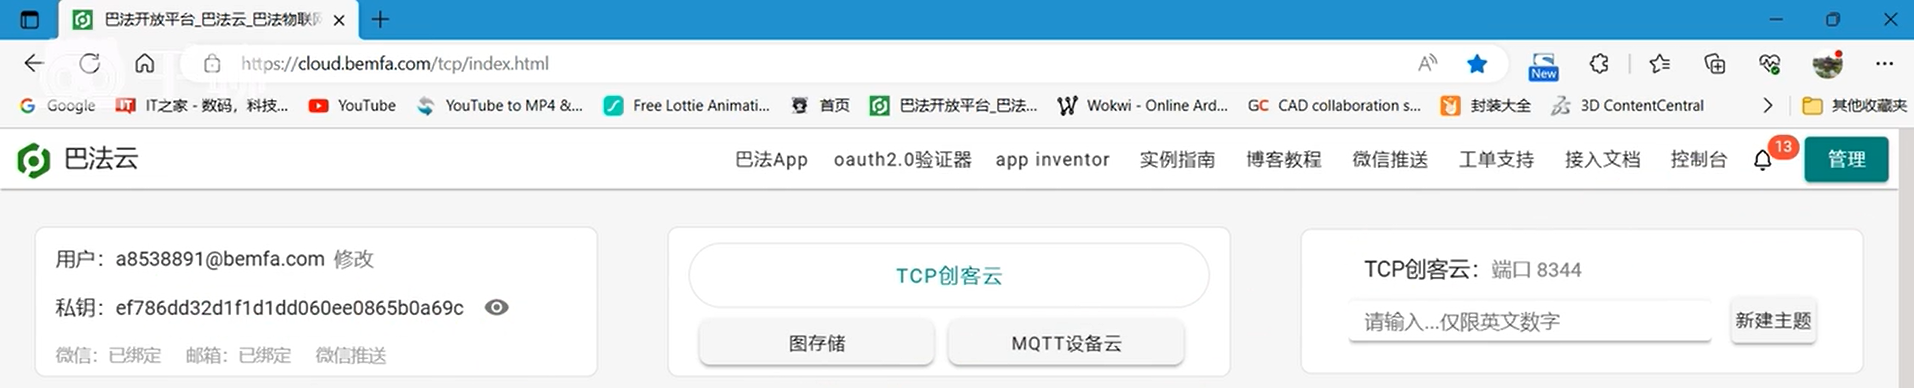 巴法开放平台_巴法云_巴法物联网
https://cloud.bemfa.com/tcp/index.html
New
Google IT之家 - 数码，科技... YouTube YouTube to MP4 &... Free Lottie Animati... 首页 巴法开放平台_巴法... Wokwi - Online Ard... CAD collaboration s... 封装大全 3D ContentCentral 其他收藏夹
巴法云 巴法App oauth2.0验证器 app inventor 实例指南 博客教程 微信推送 工单支持 接入文档 控制台 13 管理
用户：a8538891@bemfa.com 修改
私钥：ef786dd32d1f1d1dd060ee0865b0a69c
微信：已绑定 邮箱：已绑定 微信推送
TCP创客云
图存储 MQTT设备云
TCP创客云：端口 8344
请输入...仅限英文数字 新建主题